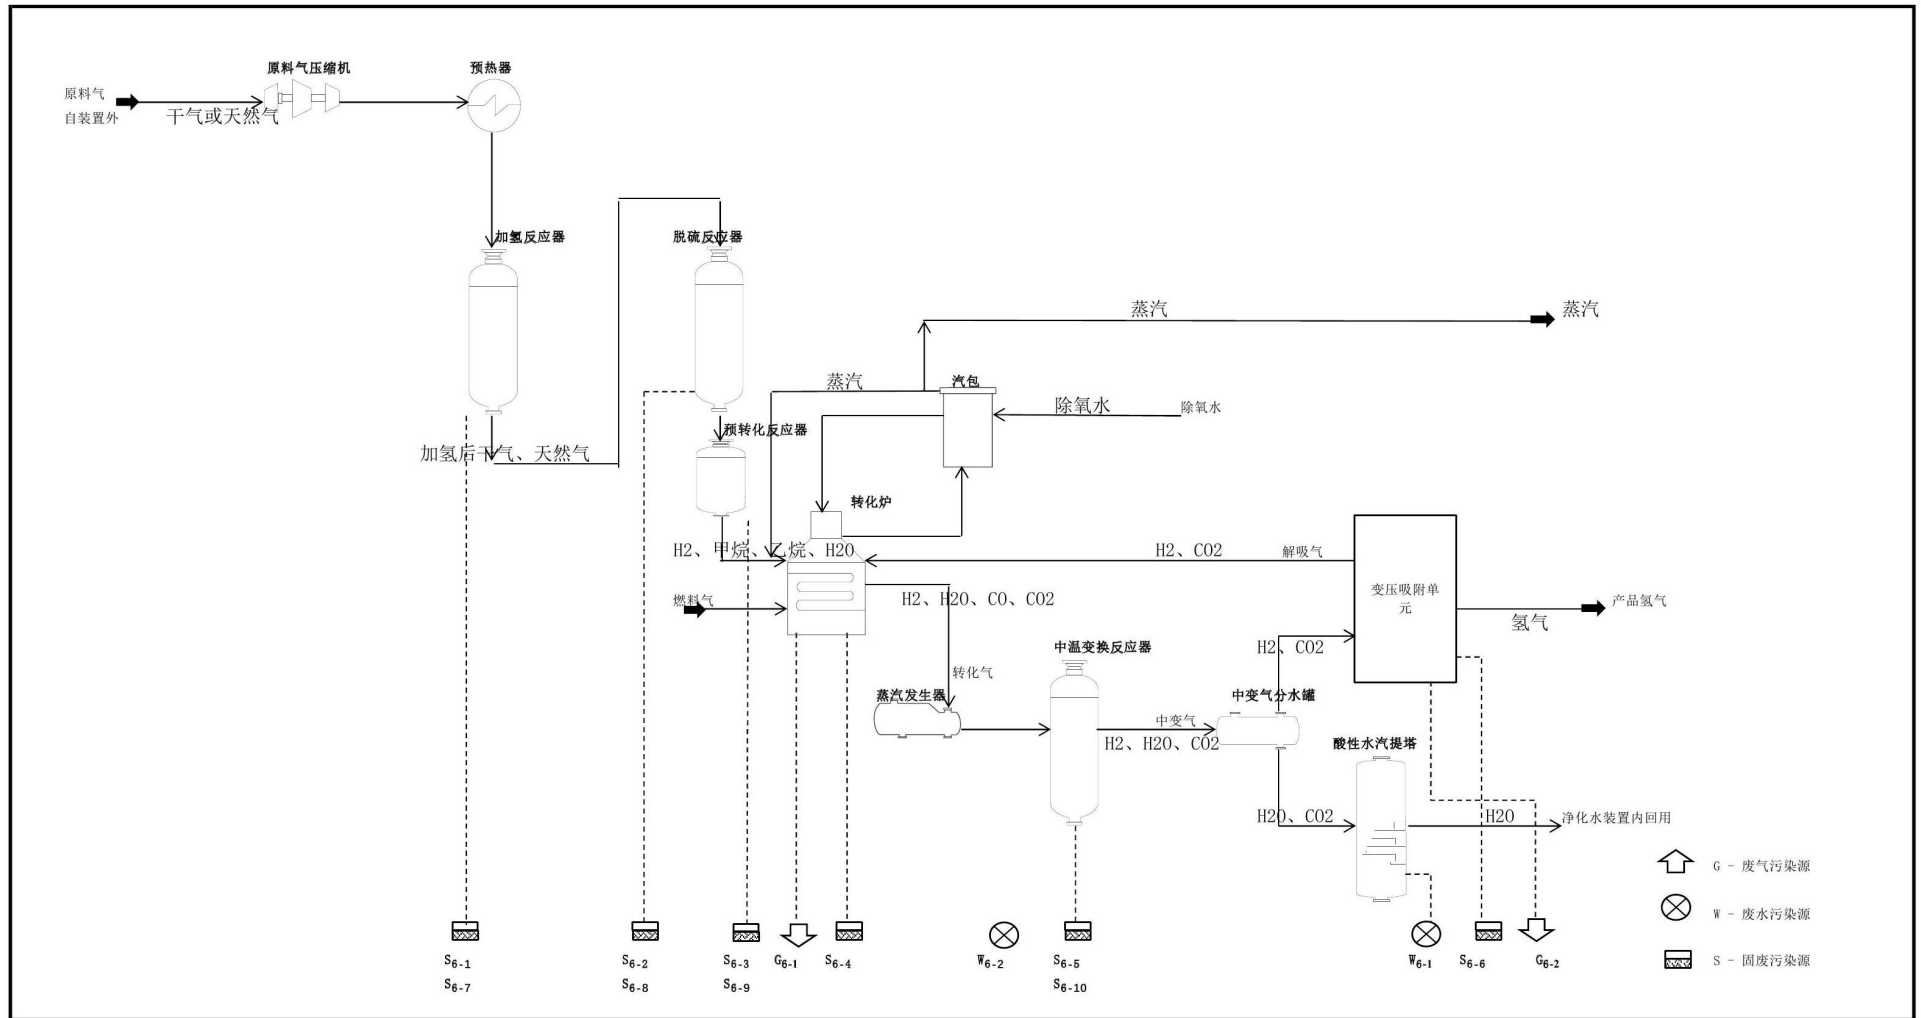 原料气压缩机
预热器
原料气
自装置外
干气或天然气
加氢反应器
脱硫反应器
蒸汽
蒸汽
蒸汽
汽包
除氧水
除氧水
预转化反应器
加氢后干气、天然气
转化炉
H2、甲烷、乙烷、H2O
H2、CO2
解吸气
燃料气
H2、H2O、CO、CO2
变压吸附单
元
产品氢气
氢气
中温变换反应器
H2、CO2
转化气
蒸汽发生器
中变气分水罐
中变气
H2、H2O、CO2
酸性水汽提塔
H2O、CO2
H2O
净化水装置内回用
G - 废气污染源
W - 废水污染源
S - 固废污染源
S6-1
S6-2
S6-3
G6-1
S6-4
W6-2
S6-5
W6-1
S6-6
G6-2
S6-7
S6-8
S6-9
S6-10